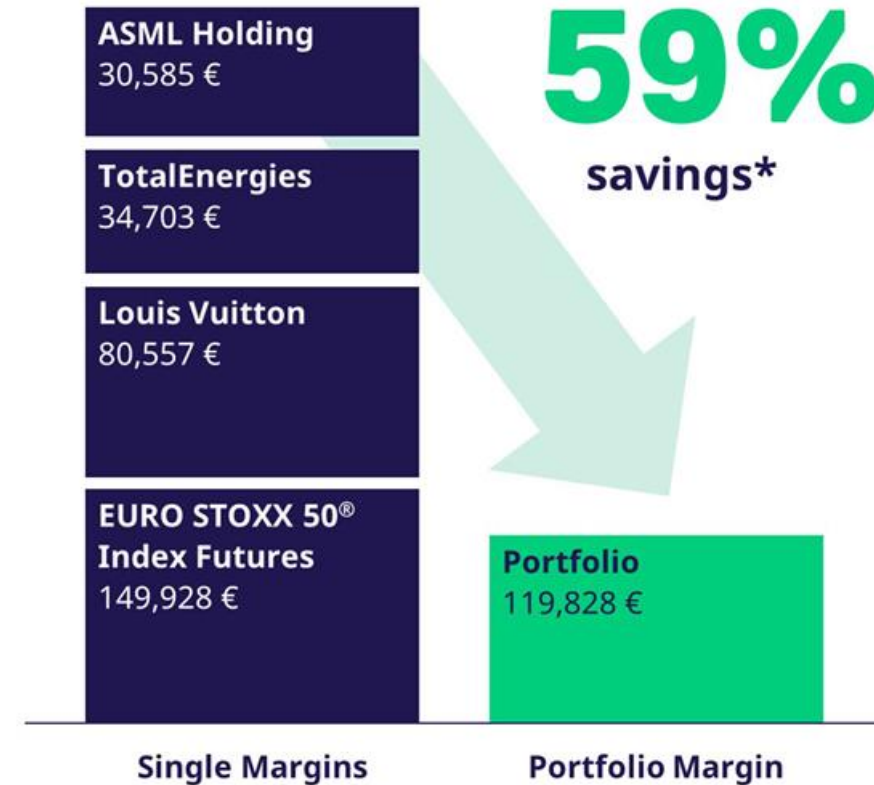 ASML Holding
30,585 €
59%
savings*
TotalEnergies
34,703 €
Louis Vuitton
80,557 €
EURO STOXX 50®
Index Futures
149,928 €
Portfolio
119,828 €
Single Margins
Portfolio Margin